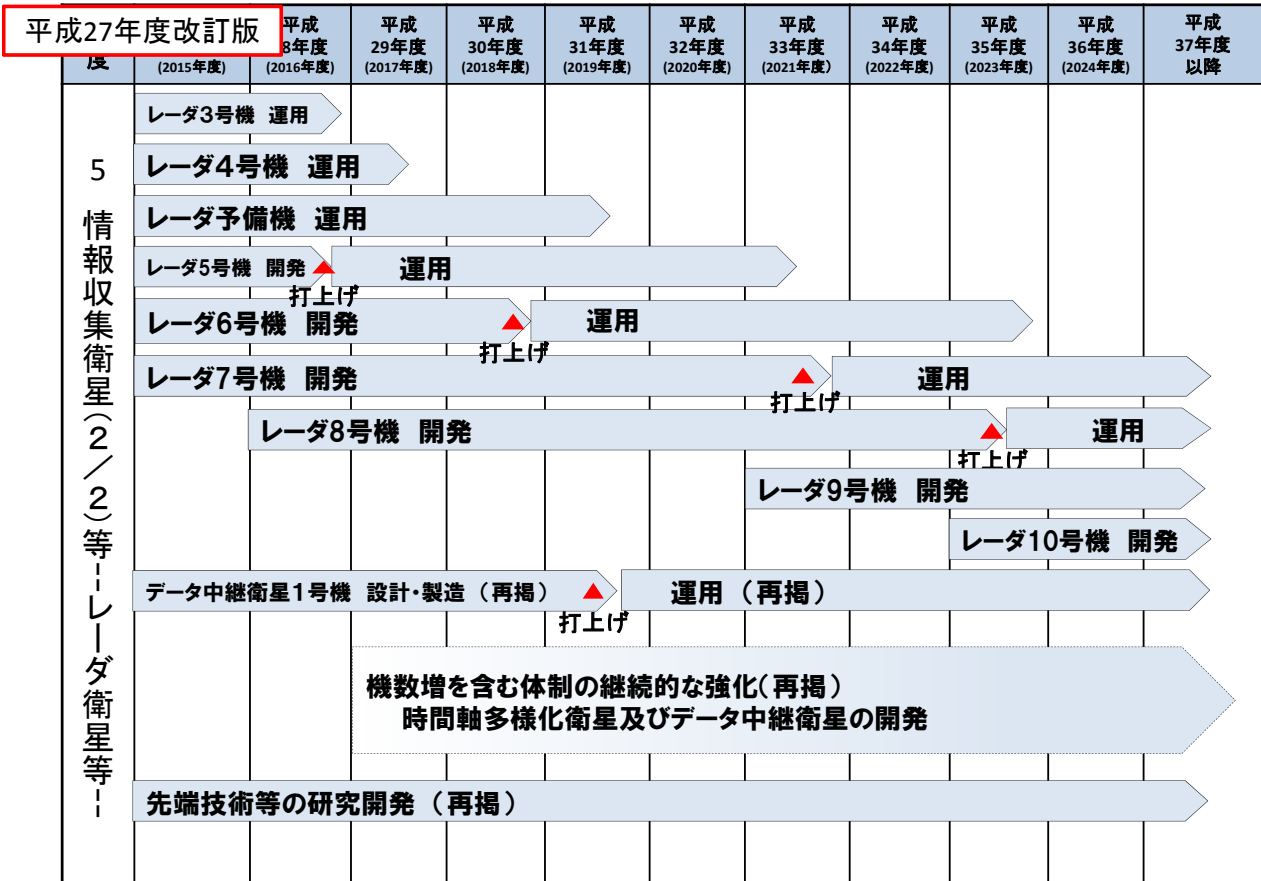 平成27年度改訂版
度
(2015年度)
平成
8年度
(2016年度)
平成
29年度
(2017年度)
平成
30年度
(2018年度)
平成
31年度
(2019年度)
平成
32年度
(2020年度)
平成
33年度
(2021年度)
平成
34年度
(2022年度)
平成
35年度
(2023年度)
平成
36年度
(2024年度)
平成
37年度
以降
5 情報収集衛星(2/2)等--レーダ衛星等--
レーダ3号機 運用
レーダ4号機 運用
レーダ予備機 運用
レーダ5号機 開発
運用
打上げ
レーダ6号機 開発
運用
打上げ
レーダ7号機 開発
運用
打上げ
レーダ8号機 開発
運用
打上げ
レーダ9号機 開発
レーダ10号機 開発
データ中継衛星1号機 設計・製造(再掲)
運用(再掲)
打上げ
機数増を含む体制の継続的な強化(再掲)
時間軸多様化衛星及びデータ中継衛星の開発
先端技術等の研究開発(再掲)